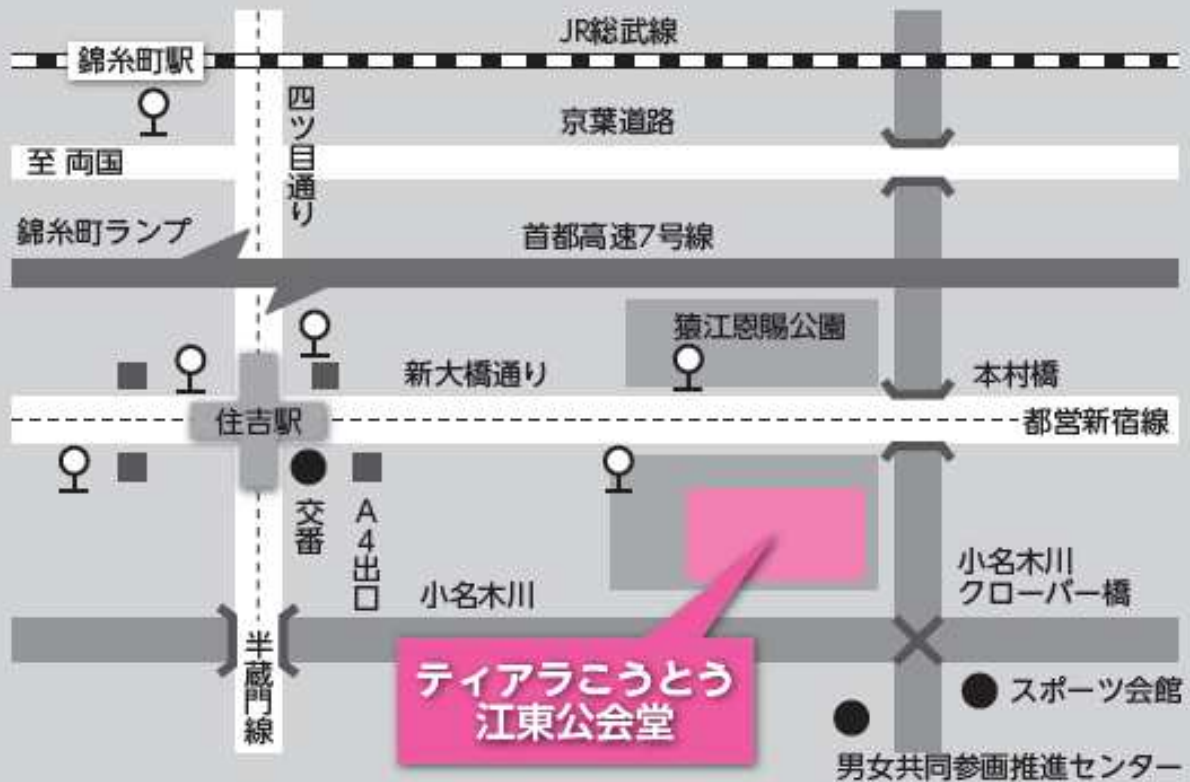 JR総武線
錦糸町駅
四ツ目通り
京葉道路
至 両国
錦糸町ランプ
首都高速7号線
猿江恩賜公園
新大橋通り
本村橋
住吉駅
都営新宿線
交番
A4出口
小名木川
小名木川
クローバー橋
半蔵門線
ティアラこうとう
江東公会堂
スポーツ会館
男女共同参画推進センター